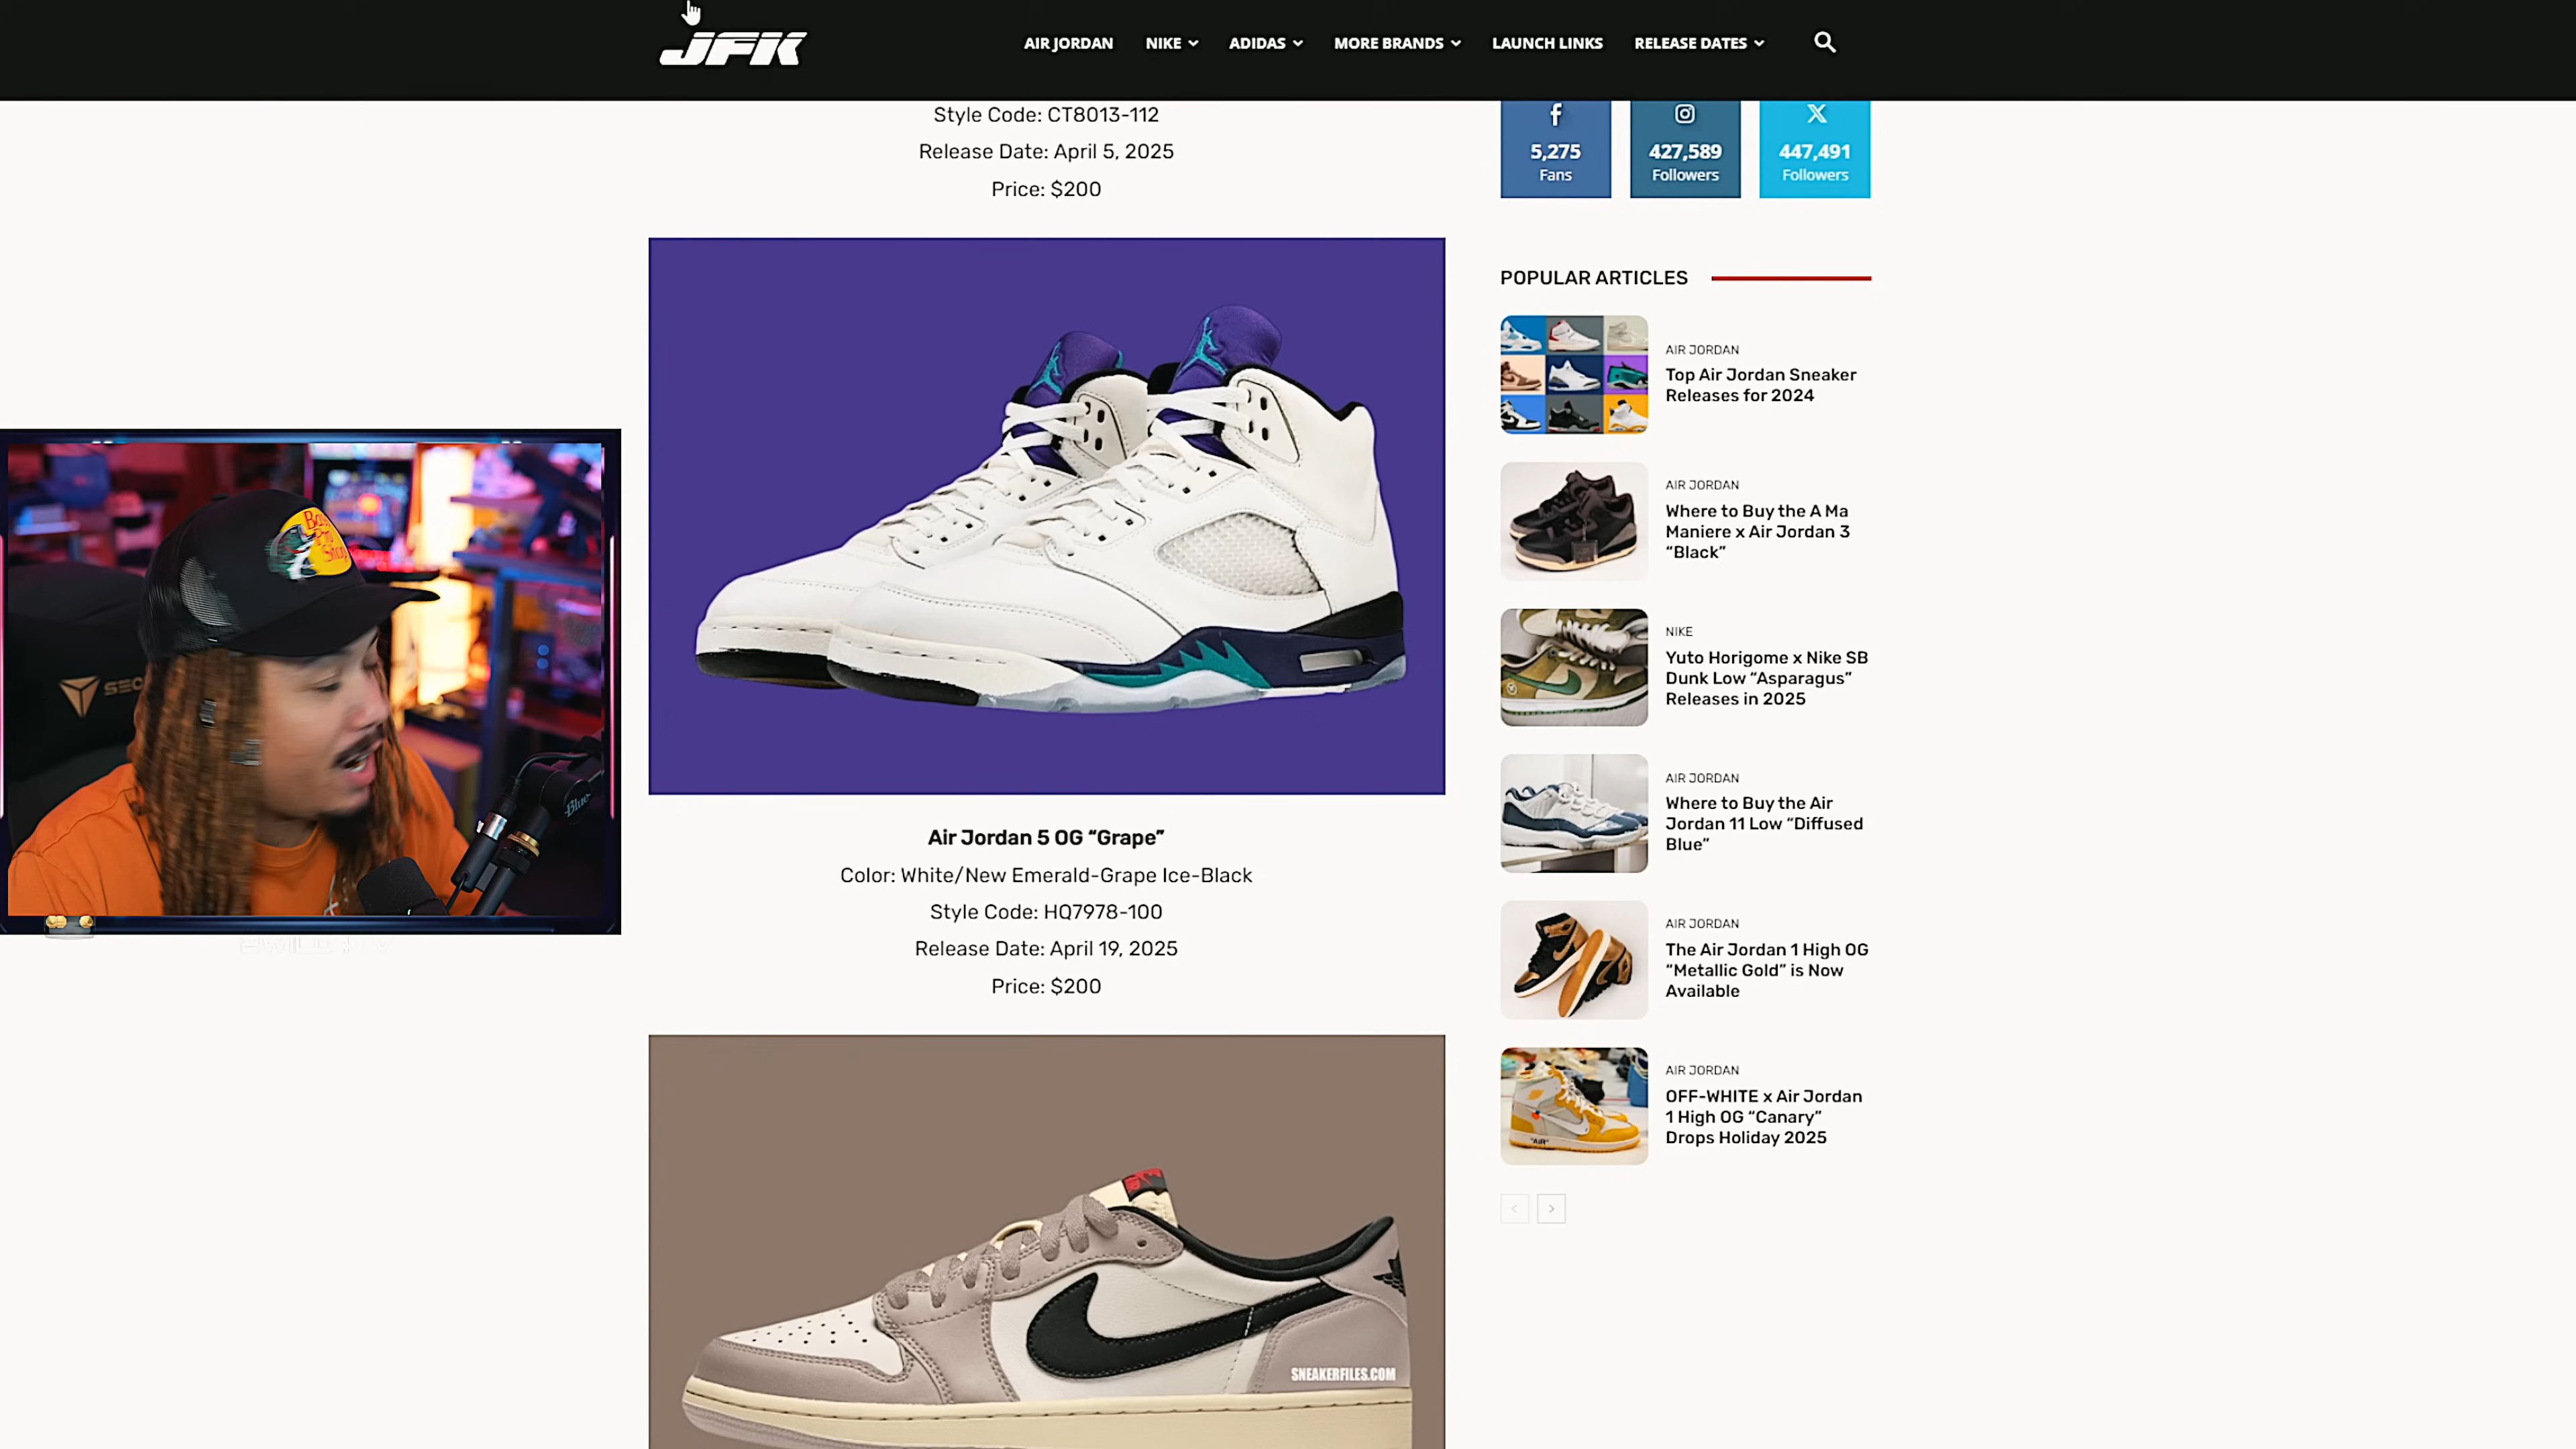 JFK
AIR JORDAN
NIKE
ADIDAS
MORE BRANDS
LAUNCH LINKS
RELEASE DATES
Style Code: CT8013-112
Release Date: April 5, 2025
Price: $200
5,275
Fans
427,589
Followers
447,491
Followers
Bass
Pro
Shop
SEC
Blue
Air Jordan 5 OG “Grape”
Color: White/New Emerald-Grape Ice-Black
Style Code: HQ7978-100
Release Date: April 19, 2025
Price: $200
SNEAKERFILES.COM
POPULAR ARTICLES
AIR JORDAN
Top Air Jordan Sneaker
Releases for 2024
AIR JORDAN
Where to Buy the A Ma
Maniere x Air Jordan 3
“Black”
NIKE
Yuto Horigome x Nike SB
Dunk Low “Asparagus”
Releases in 2025
AIR JORDAN
Where to Buy the Air
Jordan 11 Low “Diffused
Blue”
AIR JORDAN
The Air Jordan 1 High OG
“Metallic Gold” is Now
Available
"AIR"
AIR JORDAN
OFF-WHITE x Air Jordan
1 High OG “Canary”
Drops Holiday 2025